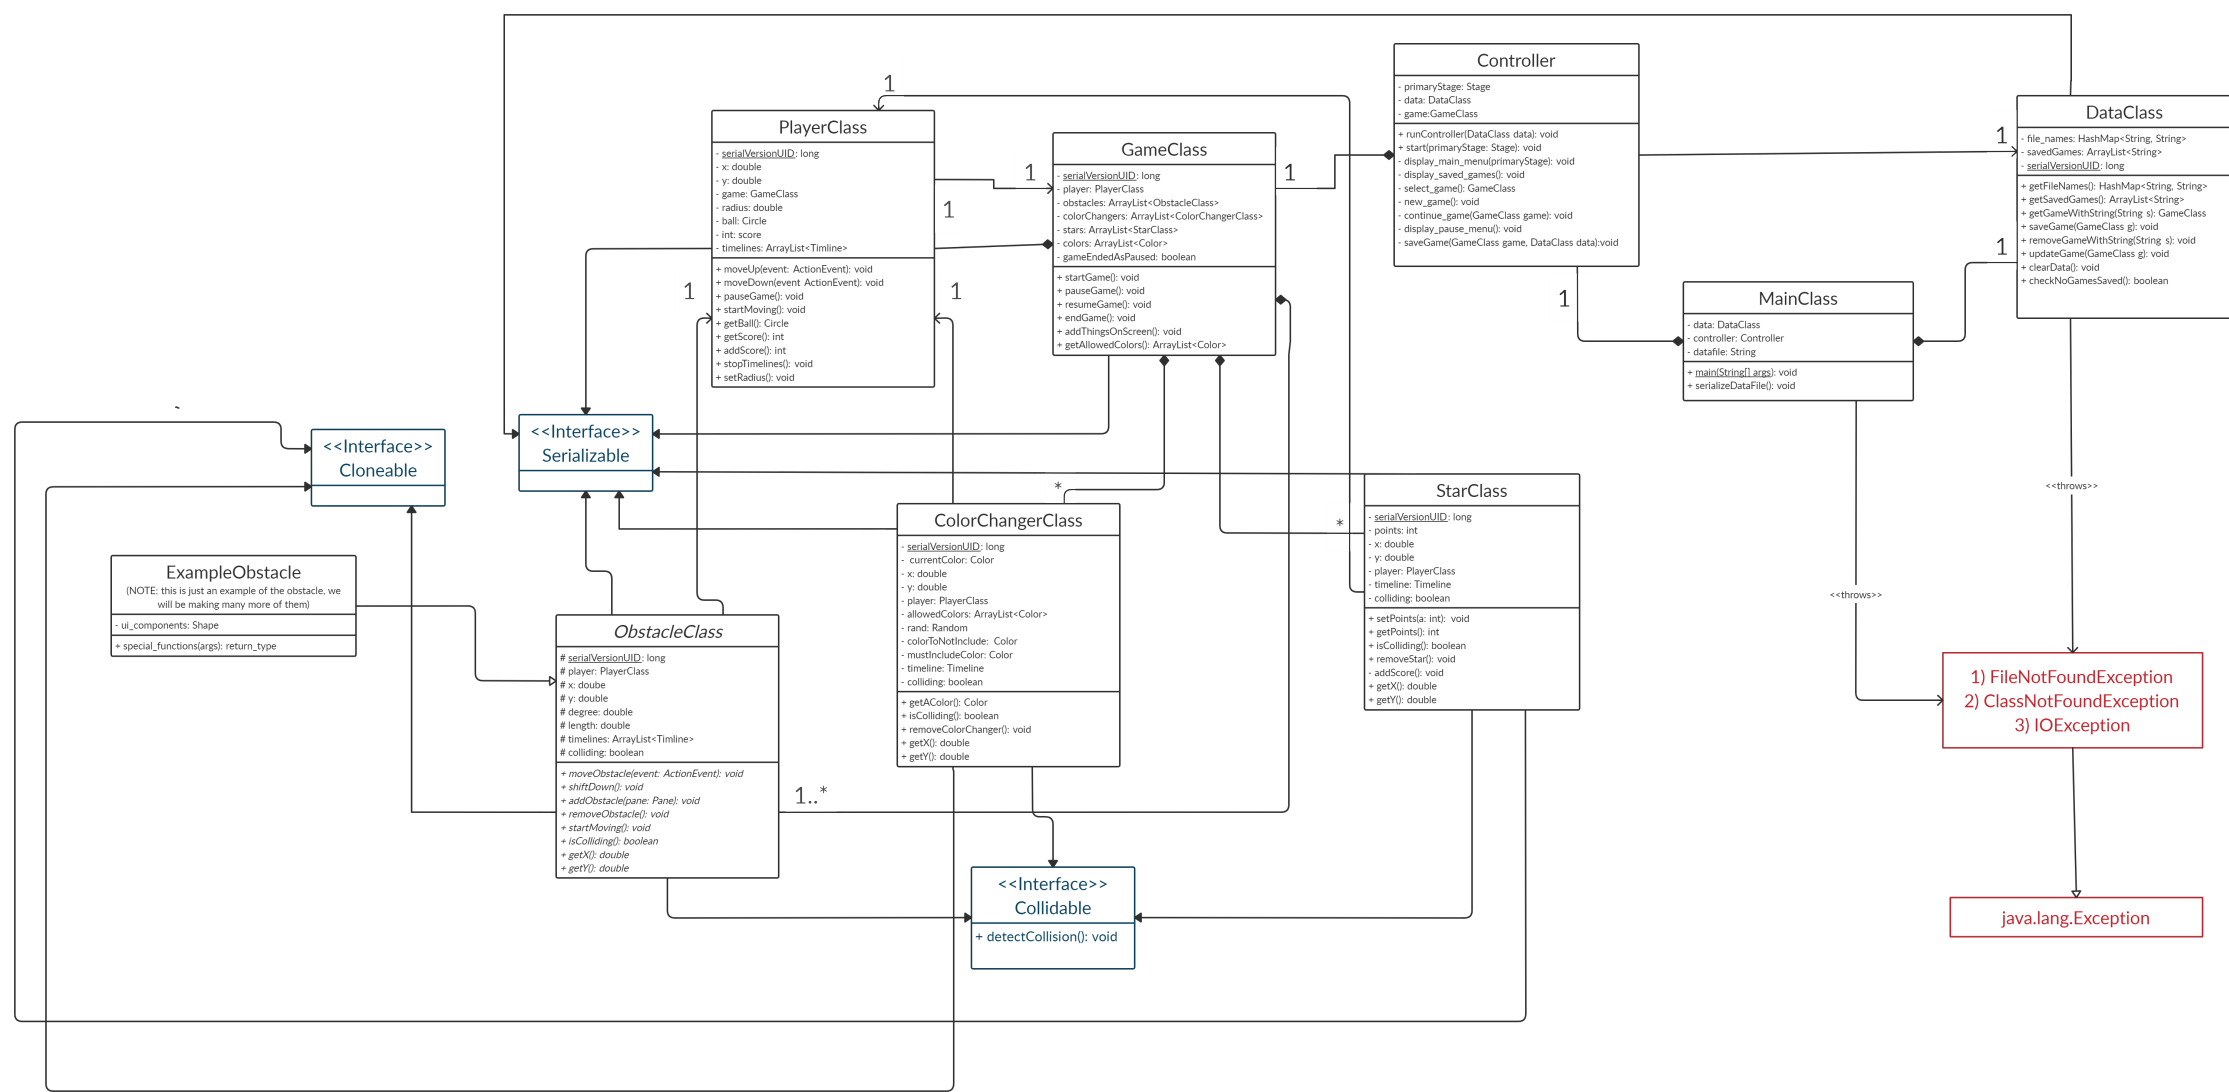 Controller
- primaryStage: Stage
- data: DataClass
- game:GameClass
+ runController(DataClass data): void
+ start(primaryStage: Stage): void
- display_main_menu(primaryStage): void
- display_saved_games(): void
- select_game(): GameClass
- new_game(): void
- continue_game(GameClass game): void
- display_pause_menu(): void
- saveGame(GameClass game, DataClass data):void
1
PlayerClass
- serialVersionUID: long
- x: double
- y: double
- game: GameClass
- radius: double
- ball: Circle
- int: score
- timelines: ArrayList<Timline>
+ moveUp(event: ActionEvent): void
+ moveDown(event ActionEvent): void
+ pauseGame(): void
+ startMoving(): void
+ getBall(): Circle
+ getScore(): int
+ addScore(): int
+ stopTimelines(): void
+ setRadius(): void
1
1
1
1
GameClass
- serialVersionUID: long
- player: PlayerClass
- obstacles: ArrayList<ObstacleClass>
- colorChangers: ArrayList<ColorChangerClass>
- stars: ArrayList<StarClass>
- colors: ArrayList<Color>
- gameEndedAsPaused: boolean
+ startGame(): void
+ pauseGame(): void
+ resumeGame(): void
+ endGame(): void
+ addThingsOnScreen(): void
+ getAllowedColors(): ArrayList<Color>
1
1
1
DataClass
- file_names: HashMap<String, String>
- savedGames: ArrayList<String>
- serialVersionUID: long
+ getFileNames(): HashMap<String, String>
+ getSavedGames(): ArrayList<String>
+ getGameWithString(String s): GameClass
+ saveGame(GameClass g): void
+ removeGameWithString(String s): void
+ updateGame(GameClass g): void
+ clearData(): void
+ checkNoGamesSaved(): boolean
1
MainClass
- data: DataClass
- controller: Controller
- datafile: String
+ main(String[] args): void
+ serializeDataFile(): void
<<Interface>>
Cloneable
<<Interface>>
Serializable
*
*
<<throws>>
<<throws>>
ExampleObstacle
(NOTE: this is just an example of the obstacle, we
will be making many more of them)
- ui_components: Shape
+ special_functions(args): return_type
ObstacleClass
# serialVersionUID: long
# player: PlayerClass
# x: doube
# y: double
# degree: double
# length: double
# timelines: ArrayList<Timline>
# colliding: boolean
+ moveObstacle(event: ActionEvent): void
+ shiftDown(): void
+ addObstacle(pane: Pane): void
+ removeObstacle(): void
+ startMoving(): void
+ isColliding(): boolean
+ getX(): double
+ getY(): double
1..*
ColorChangerClass
- serialVersionUID: long
- currentColor: Color
- x: double
- y: double
- player: PlayerClass
- allowedColors: ArrayList<Color>
- rand: Random
- colorToNotInclude: Color
- mustIncludeColor: Color
- timeline: Timeline
- colliding: boolean
+ getAColor(): Color
+ isColliding(): boolean
+ removeColorChanger(): void
+ getX(): double
+ getY(): double
StarClass
- serialVersionUID: long
- points: int
- x: double
- y: double
- player: PlayerClass
- timeline: Timeline
- colliding: boolean
+ setPoints(a: int): void
+ getPoints(): int
+ isColliding(): boolean
+ removeStar(): void
- addScore(): void
+ getX(): double
+ getY(): double
1) FileNotFoundException
2) ClassNotFoundException
3) IOException
<<Interface>>
Collidable
+ detectCollision(): void
java.lang.Exception